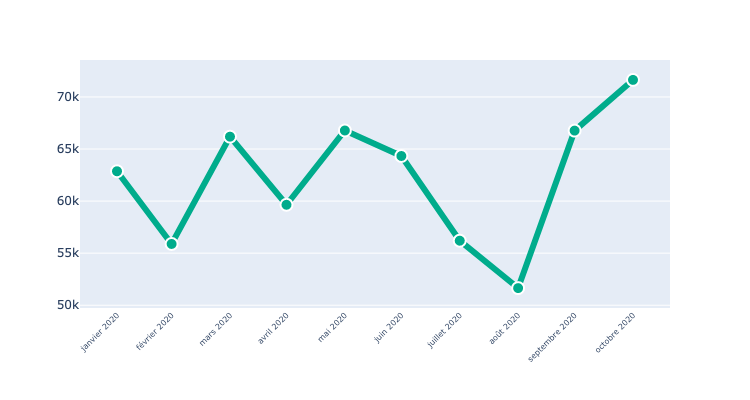 70k
65k
60k
55k
50k
janvier 2020
février 2020
mars 2020
avril 2020
mai 2020
juin 2020
juillet 2020
août 2020
septembre 2020
octobre 2020